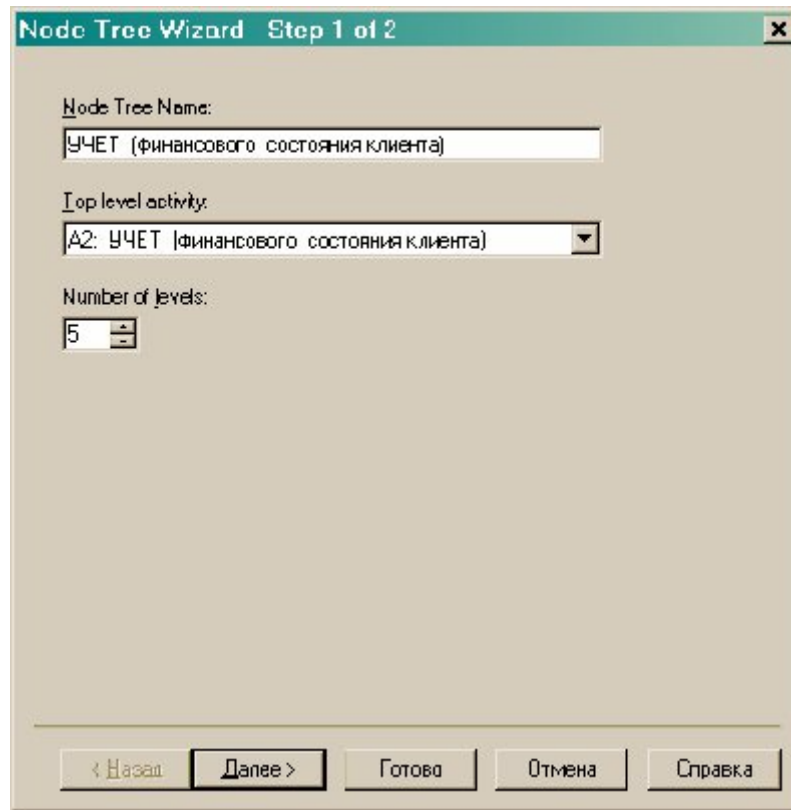 Node Tree Wizard Step 1 of 2
Node Tree Name:
УЧЕТ (финансового состояния клиента)
Top level activity:
A2: УЧЕТ (финансового состояния клиента)
Number of levels:
5
< Назад Далее > Готово Отмена Справка